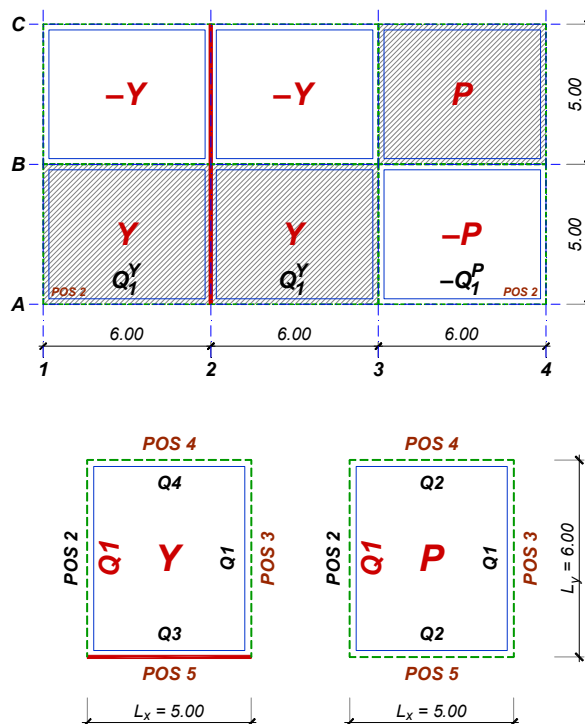 C
–Y –Y P
5.00
B
Y Y –P
5.00
Q₁ʸ Q₁ʸ –Q₁ᴾ
POS 2 POS 2
A
6.00 6.00 6.00
1 2 3 4
POS 4 POS 4
Q4 Q2
POS 2 Q1 Y Q1 POS 3 POS 2 Q1 P Q1 POS 3
Q3 Q2
POS 5 POS 5
Lᵧ = 6.00
Lₓ = 5.00 Lₓ = 5.00